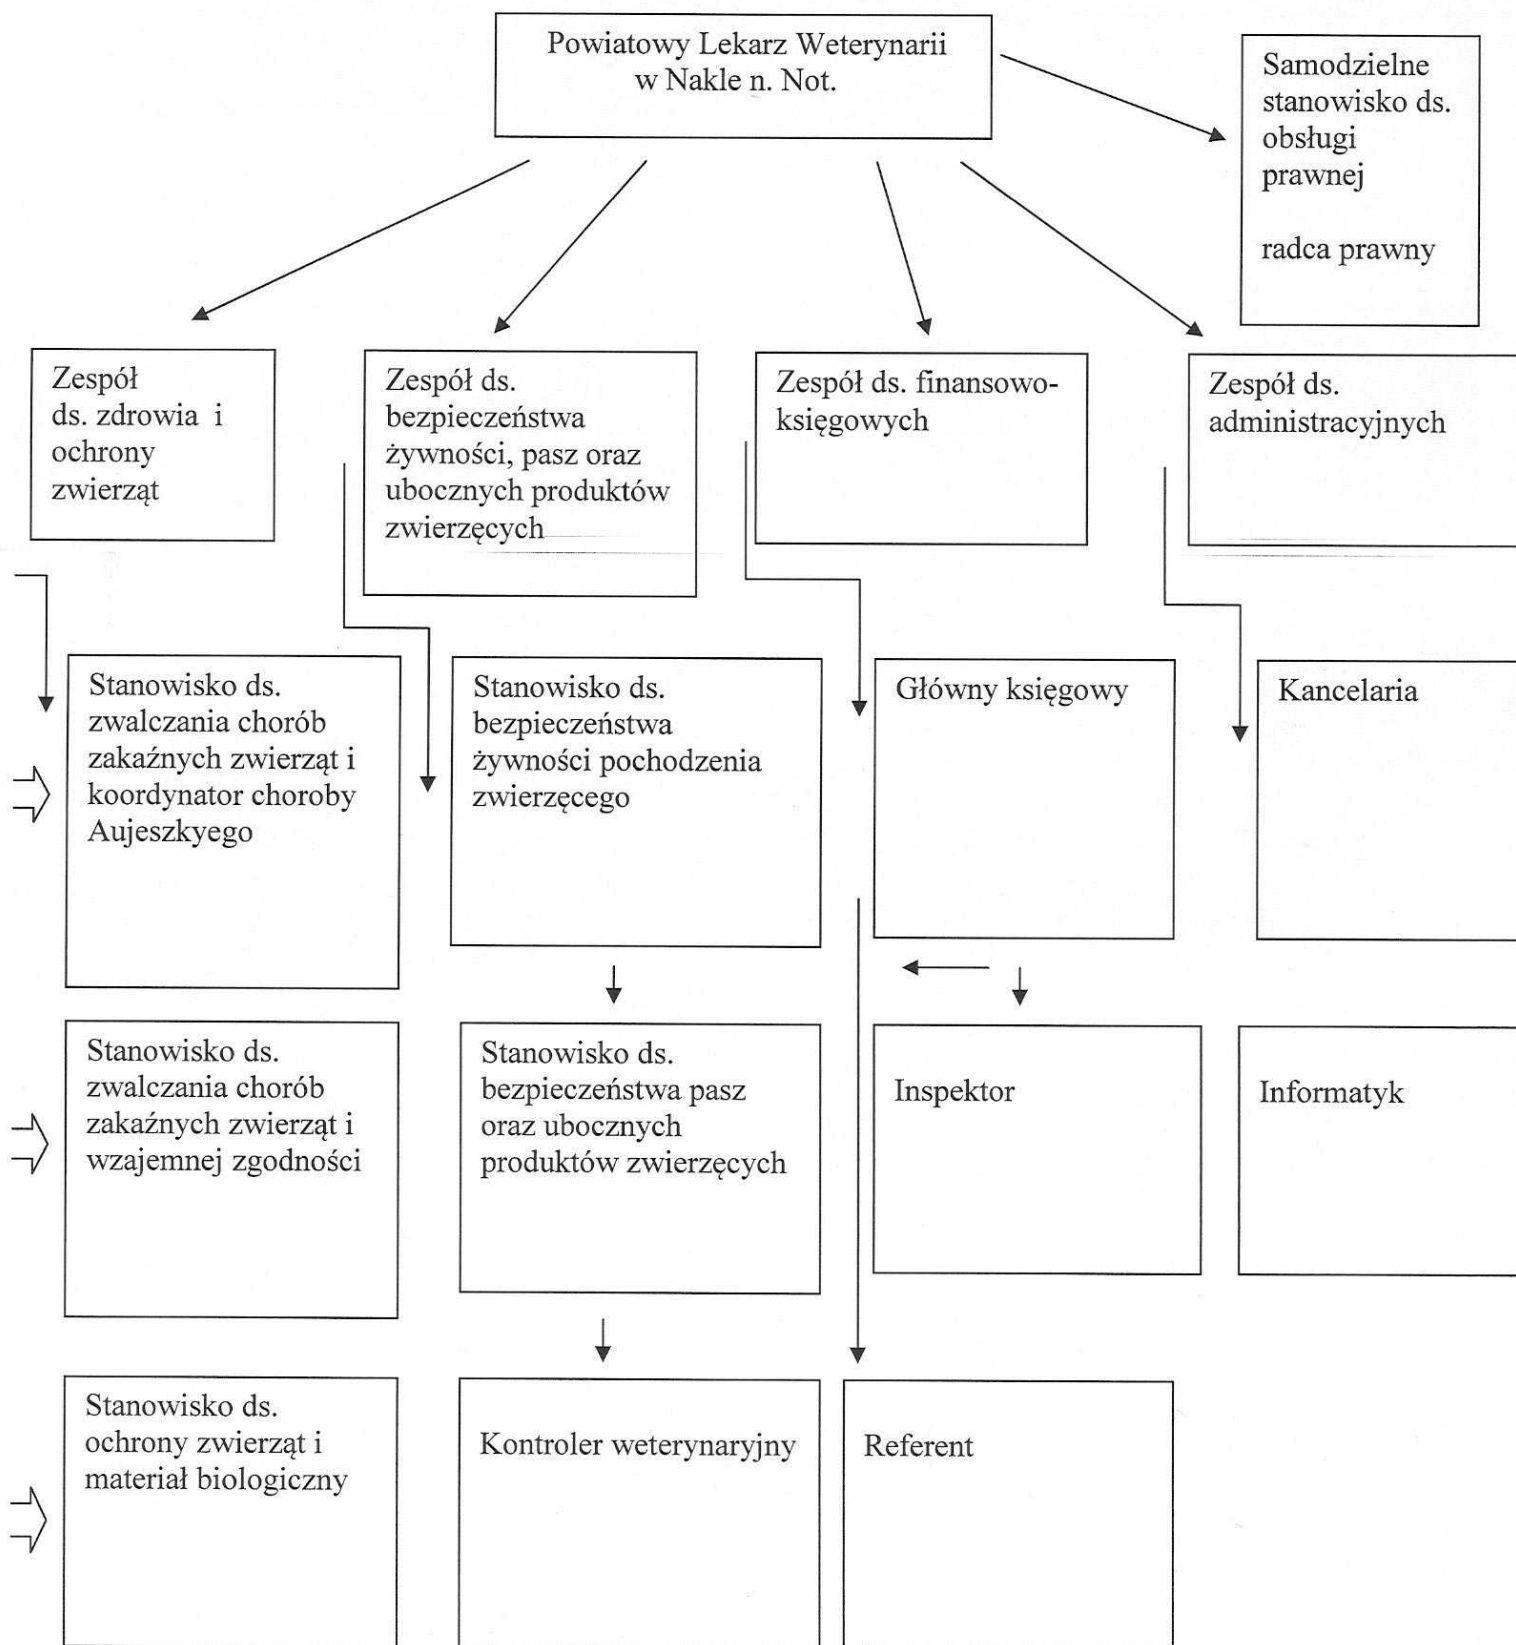 Powiatowy Lekarz Weterynarii
w Nakle n. Not.
Samodzielne
stanowisko ds.
obsługi
prawnej
radca prawny
Zespół
ds. zdrowia i
ochrony
zwierząt
Zespół ds.
bezpieczeństwa
żywności, pasz oraz
ubocznych produktów
zwierzęcych
Zespół ds. finansowo-
księgowych
Zespół ds.
administracyjnych
Stanowisko ds.
zwalczania chorób
zakaźnych zwierząt i
koordynator choroby
Aujeszkyego
Stanowisko ds.
bezpieczeństwa
żywności pochodzenia
zwierzęcego
Główny księgowy
Kancelaria
Stanowisko ds.
zwalczania chorób
zakaźnych zwierząt i
wzajemnej zgodności
Stanowisko ds.
bezpieczeństwa pasz
oraz ubocznych
produktów zwierzęcych
Inspektor
Informatyk
Stanowisko ds.
ochrony zwierząt i
materiał biologiczny
Kontroler weterynaryjny
Referent